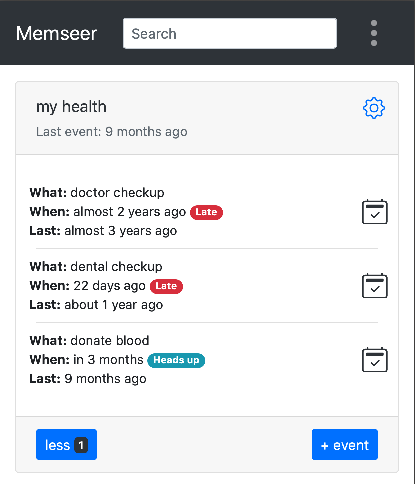 Memseer
Search
my health
Last event: 9 months ago
What: doctor checkup
When: almost 2 years ago Late
Last: almost 3 years ago
What: dental checkup
When: 22 days ago Late
Last: about 1 year ago
What: donate blood
When: in 3 months Heads up
Last: 9 months ago
less 1
+ event